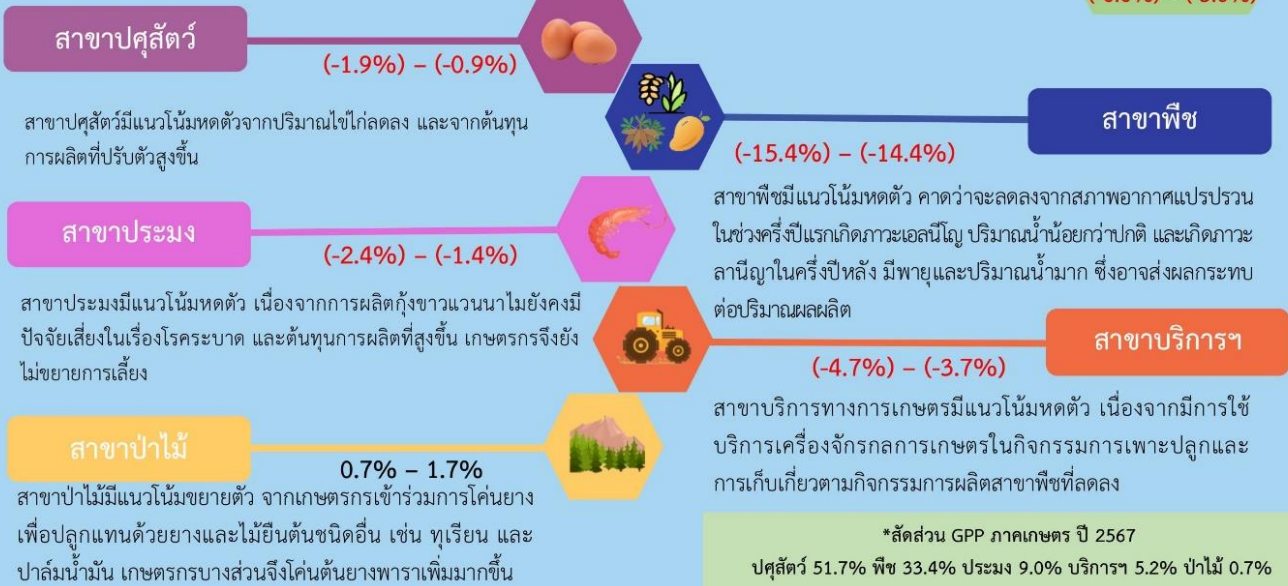 สาขาปศุสัตว์
(-1.9%) – (-0.9%)
สาขาปศุสัตว์มีแนวโน้มหดตัวจากปริมาณไข่ไก่ลดลง และจากต้นทุน
การผลิตที่ปรับตัวสูงขึ้น
สาขาพืช
(-15.4%) – (-14.4%)
สาขาพืชมีแนวโน้มหดตัว คาดว่าจะลดลงจากสภาพอากาศแปรปรวน
ในช่วงครึ่งปีแรกเกิดภาวะเอลนีโญ ปริมาณน้ำน้อยกว่าปกติ และเกิดภาวะ
ลานีญาในครึ่งปีหลัง มีพายุและปริมาณน้ำมาก ซึ่งอาจส่งผลกระทบ
ต่อปริมาณผลผลิต
สาขาประมง
(-2.4%) – (-1.4%)
สาขาประมงมีแนวโน้มหดตัว เนื่องจากการผลิตกุ้งขาวแวนนาไมยังคงมี
ปัจจัยเสี่ยงในเรื่องโรคระบาด และต้นทุนการผลิตที่สูงขึ้น เกษตรกรจึงยัง
ไม่ขยายการเลี้ยง
สาขาบริการฯ
(-4.7%) – (-3.7%)
สาขาบริการทางการเกษตรมีแนวโน้มหดตัว เนื่องจากมีการใช้
บริการเครื่องจักรกลการเกษตรในกิจกรรมการเพาะปลูกและ
การเก็บเกี่ยวตามกิจกรรมการผลิตสาขาพืชที่ลดลง
สาขาป่าไม้
0.7% – 1.7%
สาขาป่าไม้มีแนวโน้มขยายตัว จากเกษตรกรเข้าร่วมการโค่นยาง
เพื่อปลูกแทนด้วยยางและไม้ยืนต้นชนิดอื่น เช่น ทุเรียน และ
ปาล์มน้ำมัน เกษตรกรบางส่วนจึงโค่นต้นยางพาราเพิ่มมากขึ้น
*สัดส่วน GPP ภาคเกษตร ปี 2567
ปศุสัตว์ 51.7% พืช 33.4% ประมง 9.0% บริการฯ 5.2% ป่าไม้ 0.7%